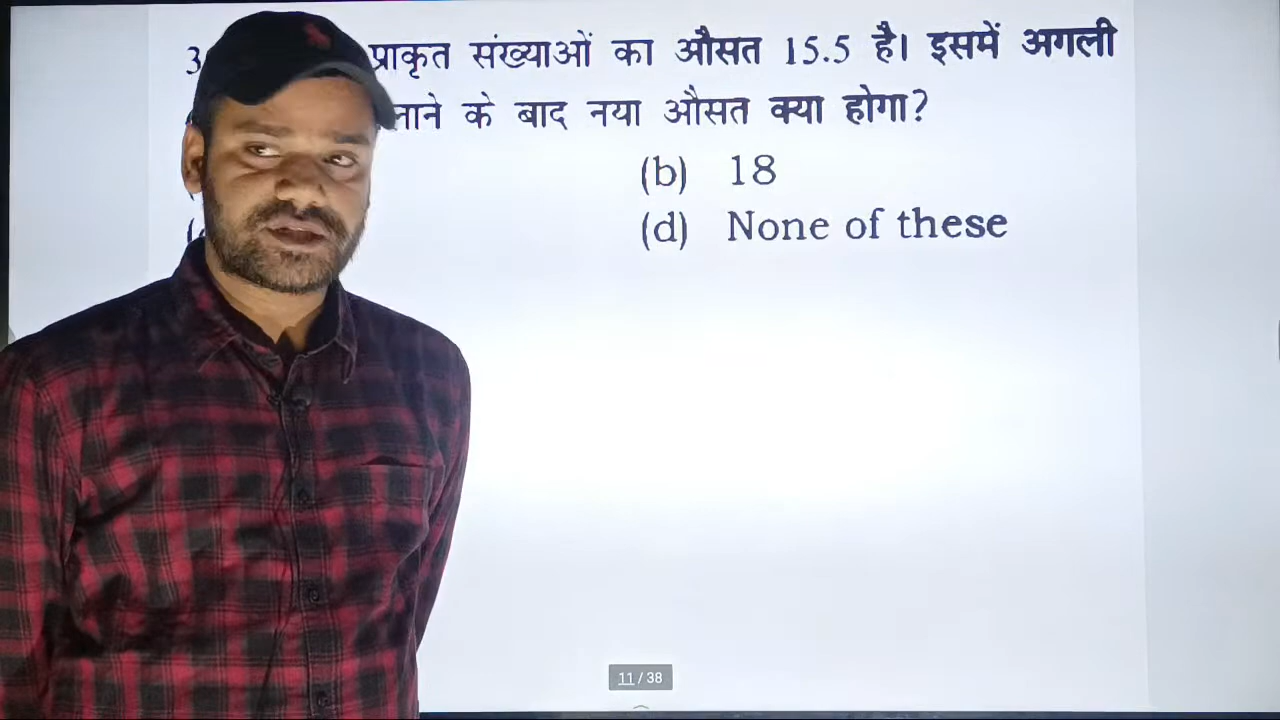 3 प्राकृत संख्याओं का औसत 15.5 है। इसमें अगली
के बाद नया औसत क्या होगा?
(b) 18
(d) None of these
11 / 38